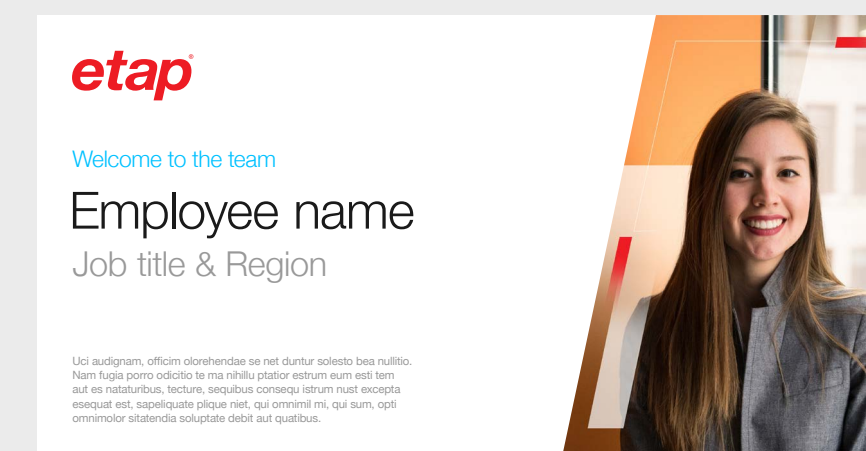 etap®
Welcome to the team
Employee name
Job title & Region
Uci audignam, officim olorehendae se net duntur solesto bea nullitio.
Nam fugia porro odicitio te ma nihillu ptatior estrum eum esti tem
aut es nataturibus, tecture, sequibus consequ istrum nust excepta
esequat est, sapeliquate plique niet, qui omnimil mi, qui sum, opti
omnimolor sitatendia soluptate debit aut quatibus.